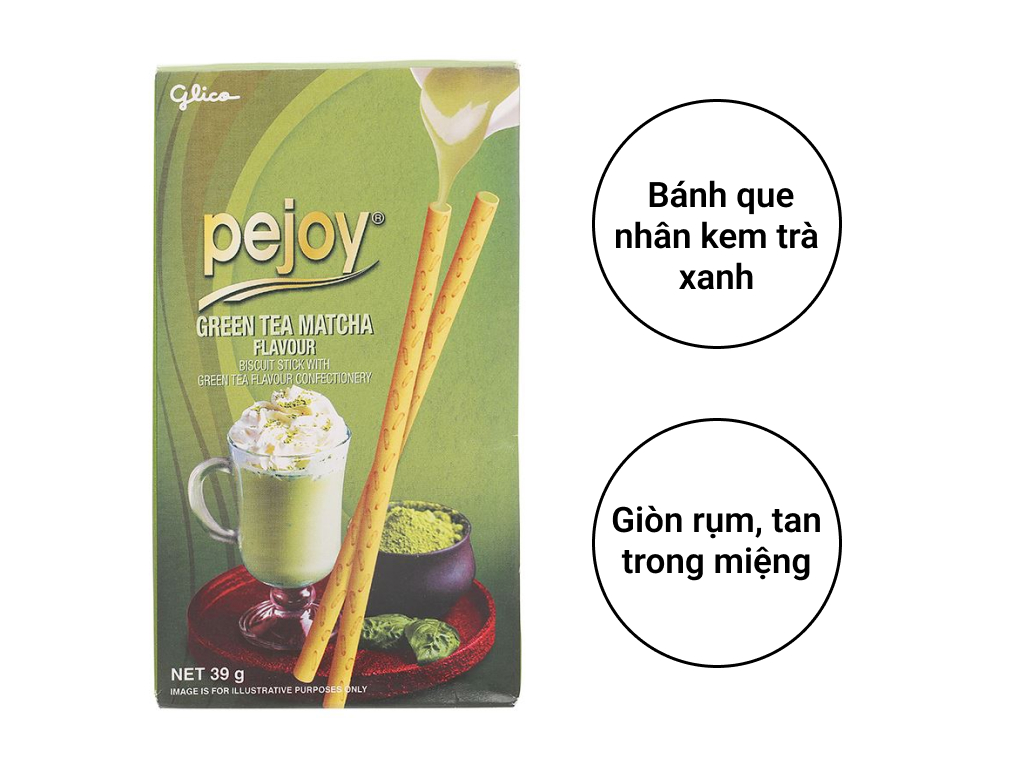 Glico
pejoy®
GREEN TEA MATCHA
FLAVOUR
BISCUIT STICK WITH
GREEN TEA FLAVOUR CONFECTIONERY
NET 39 g
IMAGE IS FOR ILLUSTRATIVE PURPOSES ONLY
Bánh que
nhân kem trà
xanh
Giòn rụm, tan
trong miệng